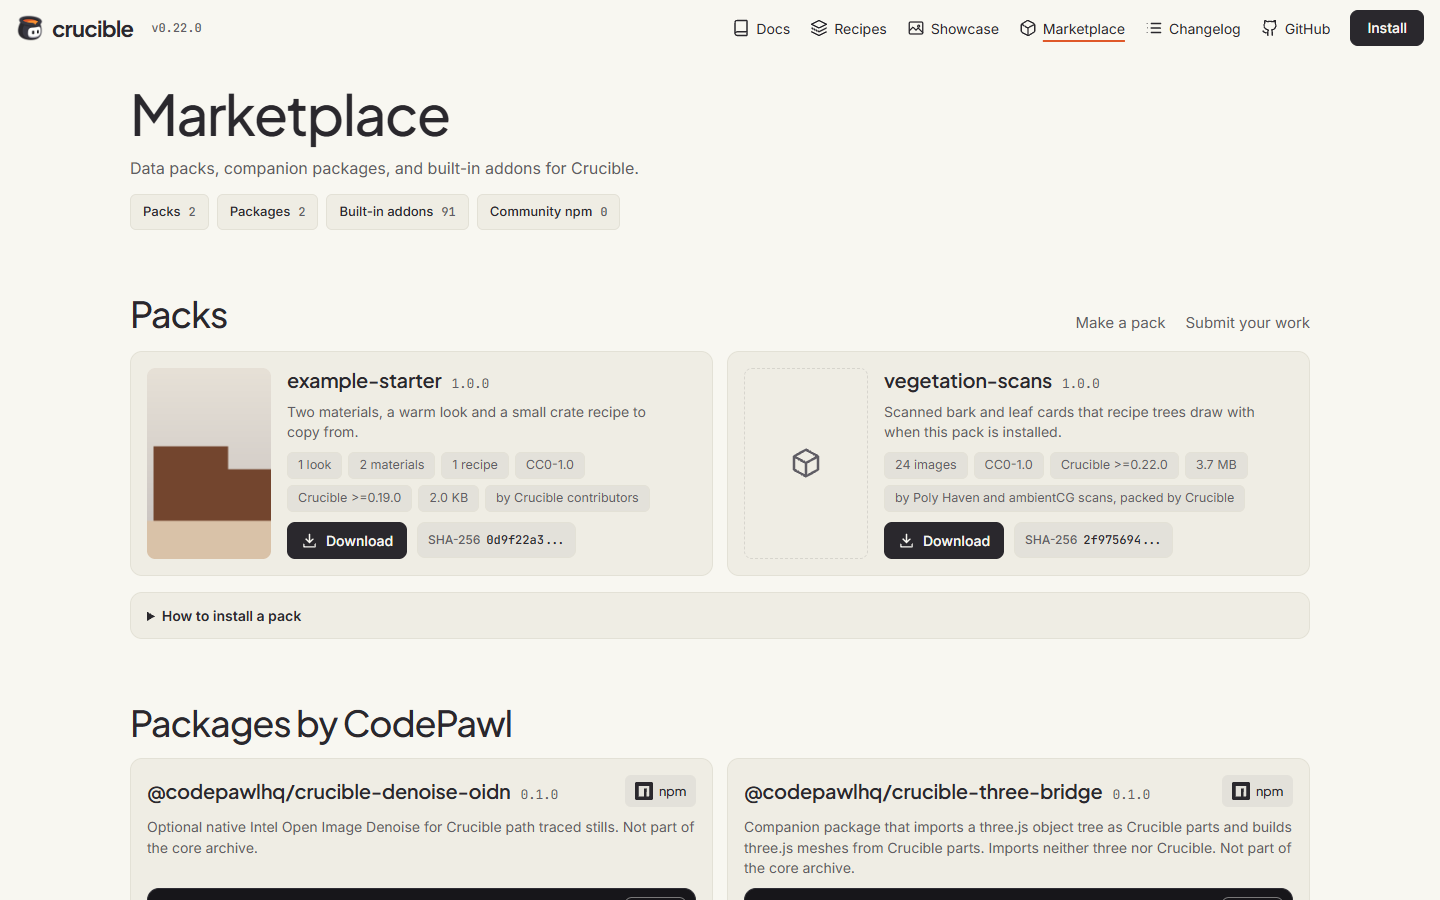 crucible v0.22.0 Docs Recipes Showcase Marketplace Changelog GitHub Install
Marketplace
Data packs, companion packages, and built-in addons for Crucible.
Packs 2 Packages 2 Built-in addons 91 Community npm 0
Packs
Make a pack Submit your work
example-starter 1.0.0
Two materials, a warm look and a small crate recipe to
copy from.
1 look 2 materials 1 recipe CC0-1.0
Crucible >=0.19.0 2.0 KB by Crucible contributors
Download SHA-256 0d9f22a3...
vegetation-scans 1.0.0
Scanned bark and leaf cards that recipe trees draw with
when this pack is installed.
24 images CC0-1.0 Crucible >=0.22.0 3.7 MB
by Poly Haven and ambientCG scans, packed by Crucible
Download SHA-256 2f975694...
How to install a pack
Packages by CodePawl
@codepawlhq/crucible-denoise-oidn 0.1.0 npm
Optional native Intel Open Image Denoise for Crucible path traced stills. Not part of
the core archive.
@codepawlhq/crucible-three-bridge 0.1.0 npm
Companion package that imports a three.js object tree as Crucible parts and builds
three.js meshes from Crucible parts. Imports neither three nor Crucible. Not part of
the core archive.